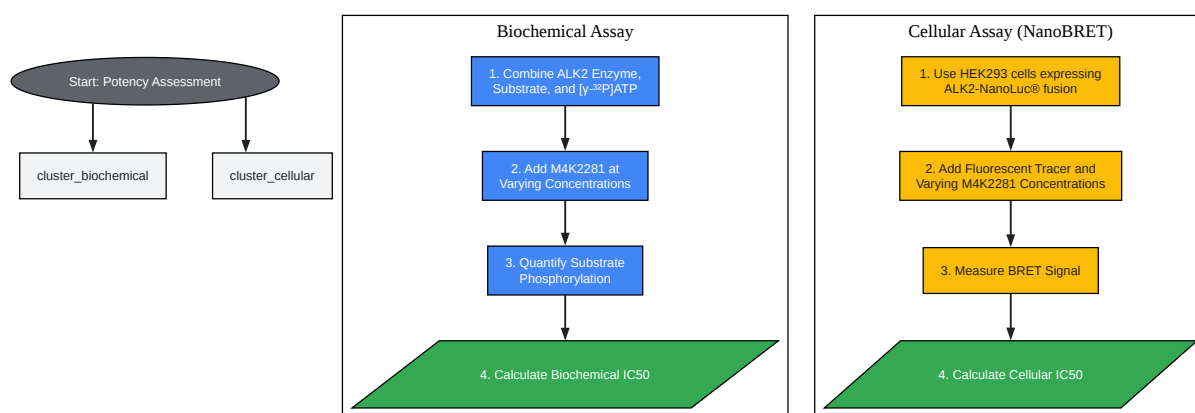 Start: Potency Assessment
cluster_biochemical
cluster_cellular
Biochemical Assay
1. Combine ALK2 Enzyme,
Substrate, and [γ-³²P]ATP
2. Add M4K2281 at
Varying Concentrations
3. Quantify Substrate
Phosphorylation
4. Calculate Biochemical IC50
Cellular Assay (NanoBRET)
1. Use HEK293 cells expressing
ALK2-NanoLuc® fusion
2. Add Fluorescent Tracer and
Varying M4K2281 Concentrations
3. Measure BRET Signal
4. Calculate Cellular IC50